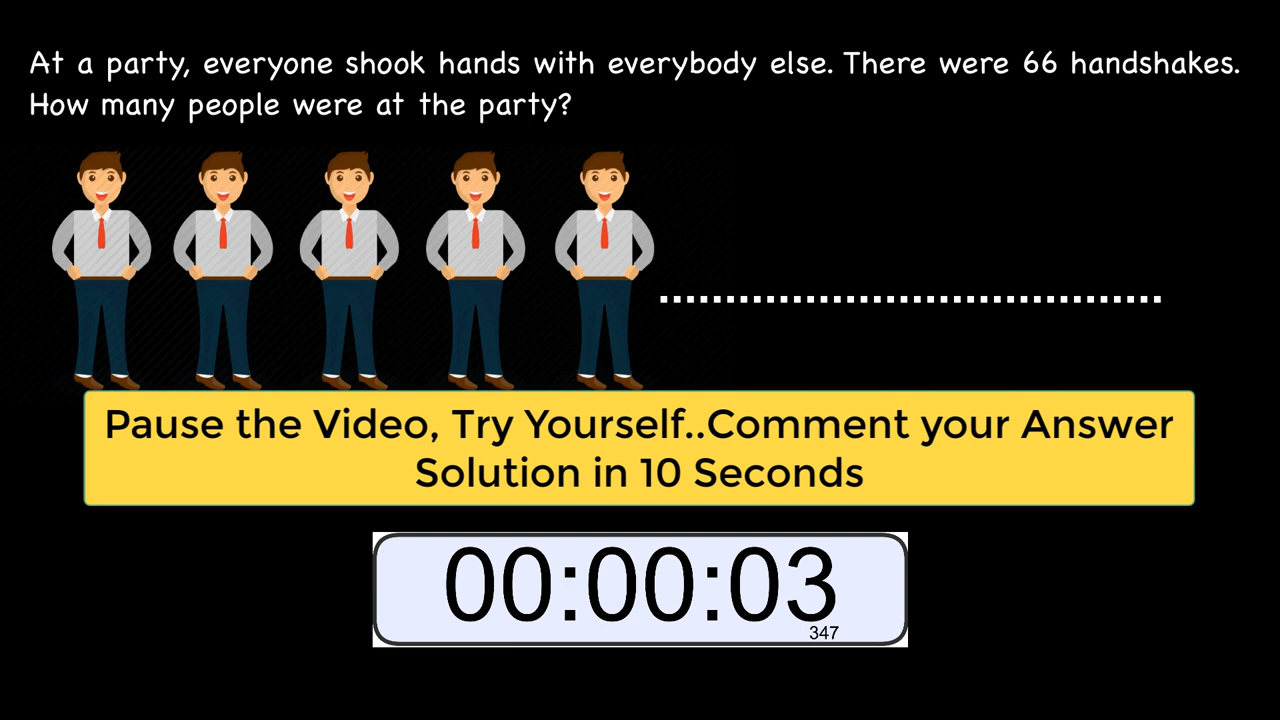 At a party, everyone shook hands with everybody else. There were 66 handshakes.
How many people were at the party?
Pause the Video, Try Yourself..Comment your Answer
Solution in 10 Seconds
00:00:03
347